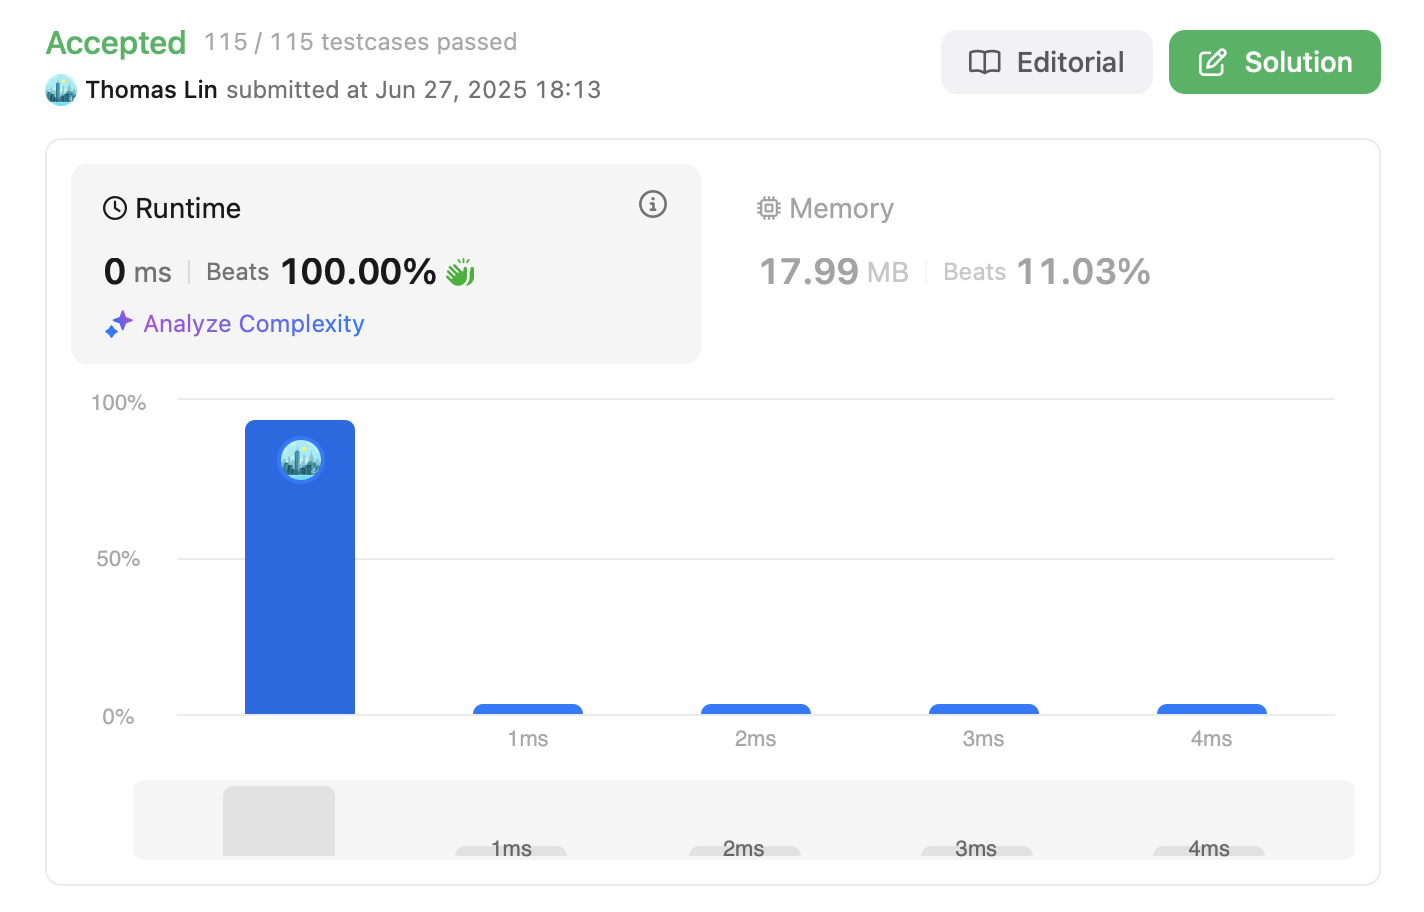 Accepted 115 / 115 testcases passed
Thomas Lin submitted at Jun 27, 2025 18:13
Editorial
Solution
Runtime
0 ms Beats 100.00%
Analyze Complexity
Memory
17.99 MB Beats 11.03%
100%
50%
0%
1ms 2ms 3ms 4ms
1ms 2ms 3ms 4ms